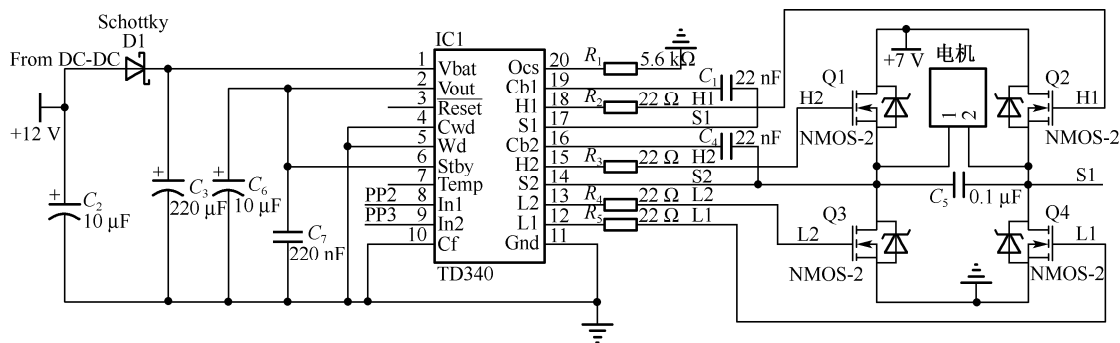 Schottky
D1
From DC-DC
+12 V
C2
10 μF
C3
220 μF
C6
10 μF
C7
220 nF
IC1
1 Vbat
2 Vout
3 Reset
4 Cwd
5 Wd
6 Stby
7 Temp
PP2 8 In1
PP3 9 In2
10 Cf
Ocs 20 R1 5.6 kΩ
Cb1 19 C1 22 nF
H1 18 R2 22 Ω H1
S1 17 S1
Cb2 16 C4 22 nF
H2 15 R3 22 Ω H2
S2 14 S2
L2 13 R4 22 Ω L2
L1 12 R5 22 Ω L1
Gnd 11
TD340
+7 V
电机
1 2
Q1
H2
NMOS-2
Q2
H1
NMOS-2
C5 0.1 μF
S1
Q3
L2
NMOS-2
Q4
L1
NMOS-2